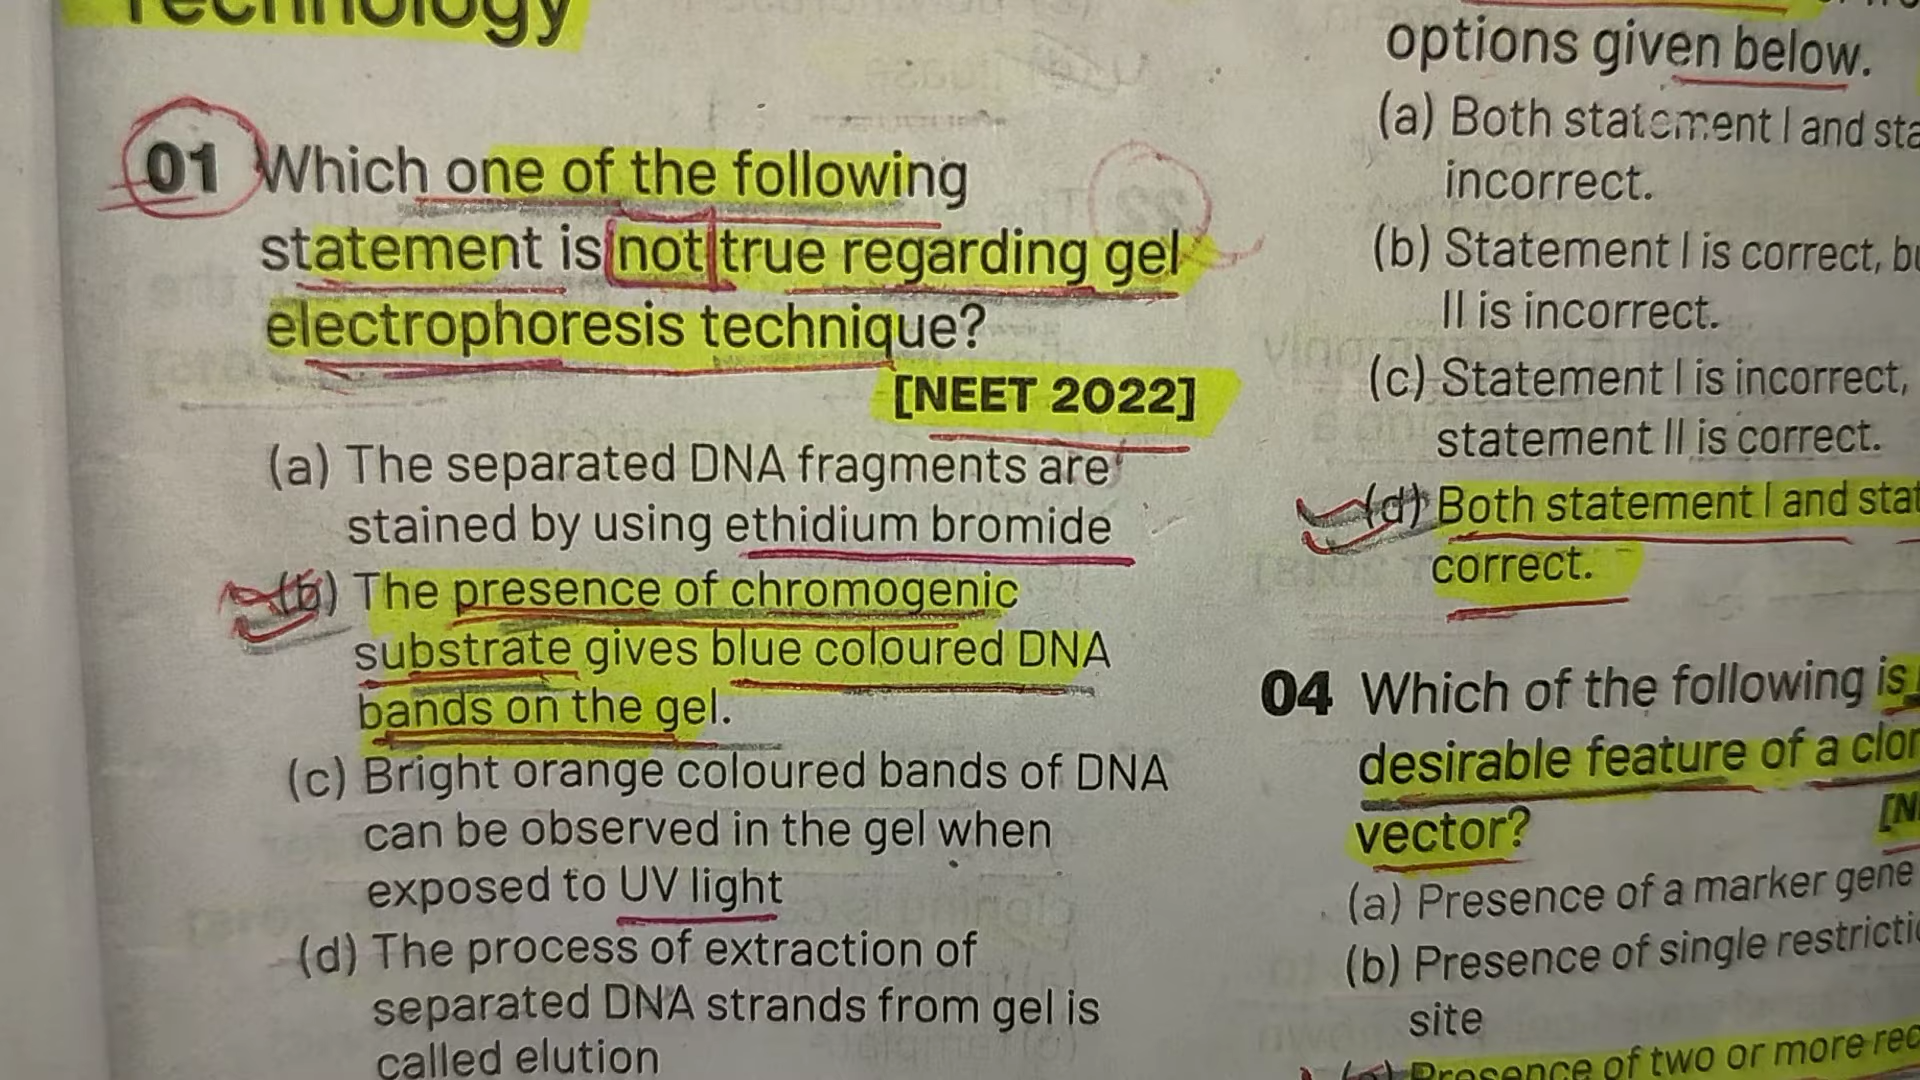 Technology
01 Which one of the following
statement is not true regarding gel
electrophoresis technique?
[NEET 2022]
(a) The separated DNA fragments are
stained by using ethidium bromide
(b) The presence of chromogenic
substrate gives blue coloured DNA
bands on the gel.
(c) Bright orange coloured bands of DNA
can be observed in the gel when
exposed to UV light
(d) The process of extraction of
separated DNA strands from gel is
called elution
options given below.
(a) Both statement I and
incorrect.
(b) Statement I is correct,
II is incorrect.
(c) Statement I is incorrect,
statement II is correct.
(d) Both statement I and
correct.
04 Which of the following is
desirable feature of a
vector?
(a) Presence of a marker gene
(b) Presence of single
site
Presence of two or more